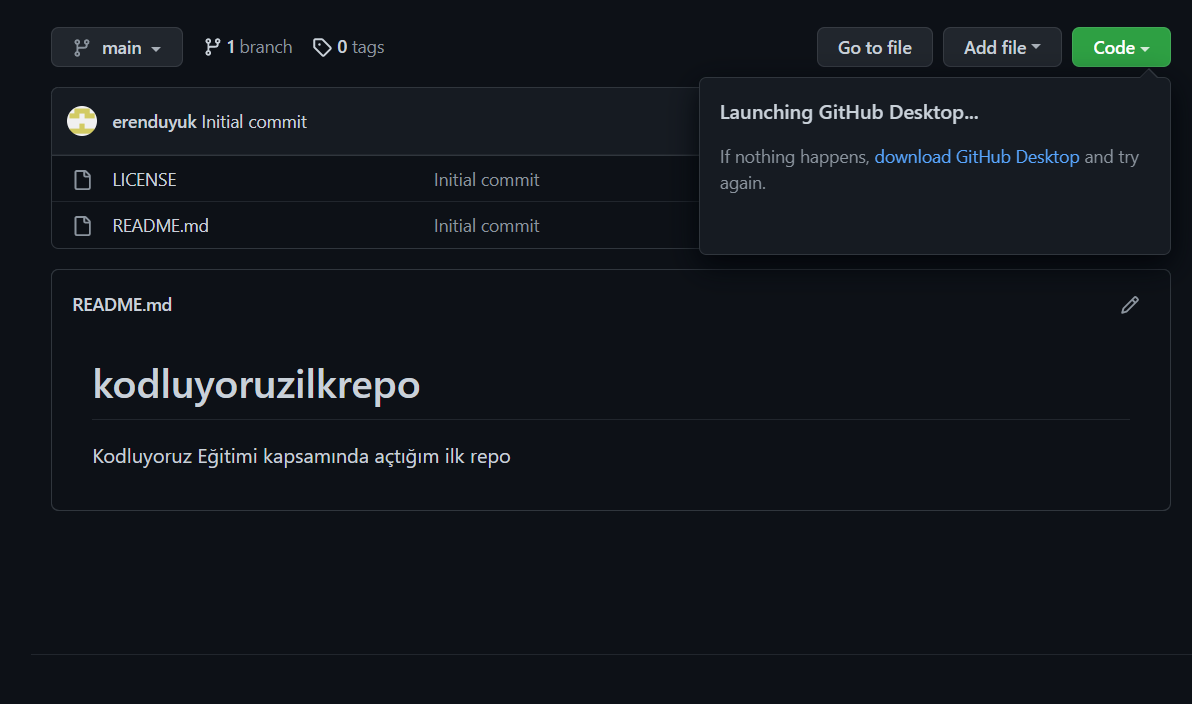 main 1 branch 0 tags Go to file Add file Code
Launching GitHub Desktop...
erenduyuk Initial commit
If nothing happens, download GitHub Desktop and try
again.
LICENSE Initial commit
README.md Initial commit
README.md
kodluyoruzilkrepo
Kodluyoruz Eğitimi kapsamında açtığım ilk repo